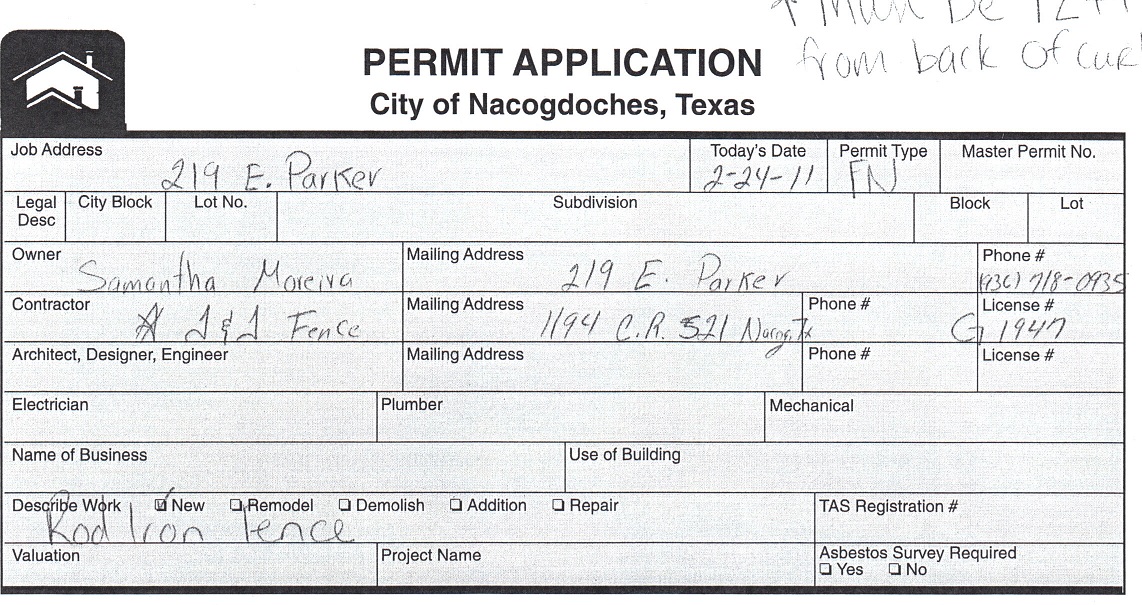 from back of cur
PERMIT APPLICATION
City of Nacogdoches, Texas
Job Address 219 E. Parker
Today's Date 2-24-11
Permit Type FN
Master Permit No.
Legal Desc
City Block
Lot No.
Subdivision
Block
Lot
Owner Samantha Moreira
Mailing Address 219 E. Parker
Phone # (936) 718-0935
Contractor J & J Fence
Mailing Address 1194 C.R. 521 Nacog, Tx
Phone #
License # G 1947
Architect, Designer, Engineer
Mailing Address
Phone #
License #
Electrician
Plumber
Mechanical
Name of Business
Use of Building
Describe Work New Remodel Demolish Addition Repair
Rod Iron Fence
TAS Registration #
Valuation
Project Name
Asbestos Survey Required
Yes No